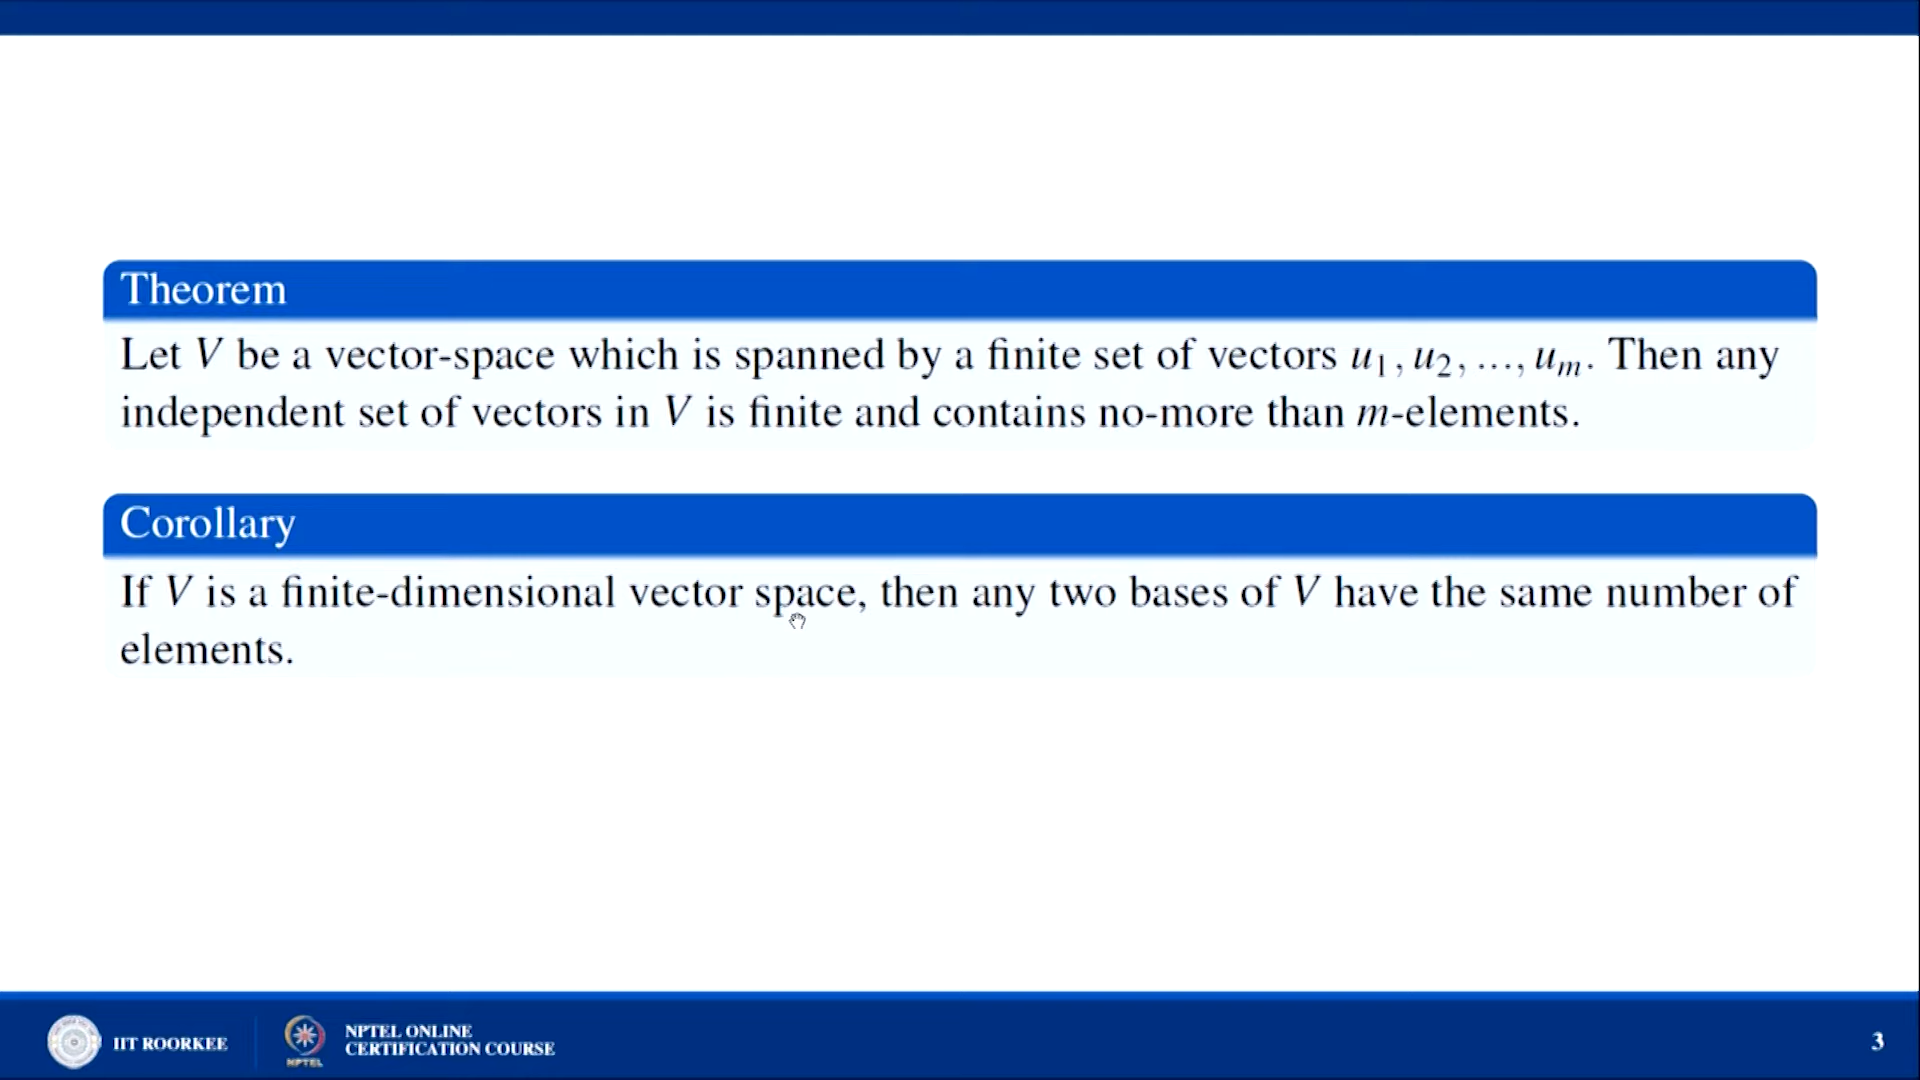 Theorem
Let V be a vector-space which is spanned by a finite set of vectors u₁, u₂, ..., uₘ. Then any
independent set of vectors in V is finite and contains no-more than m-elements.
Corollary
If V is a finite-dimensional vector space, then any two bases of V have the same number of
elements.
IIT ROORKEE
NPTEL
NPTEL ONLINE
CERTIFICATION COURSE
3